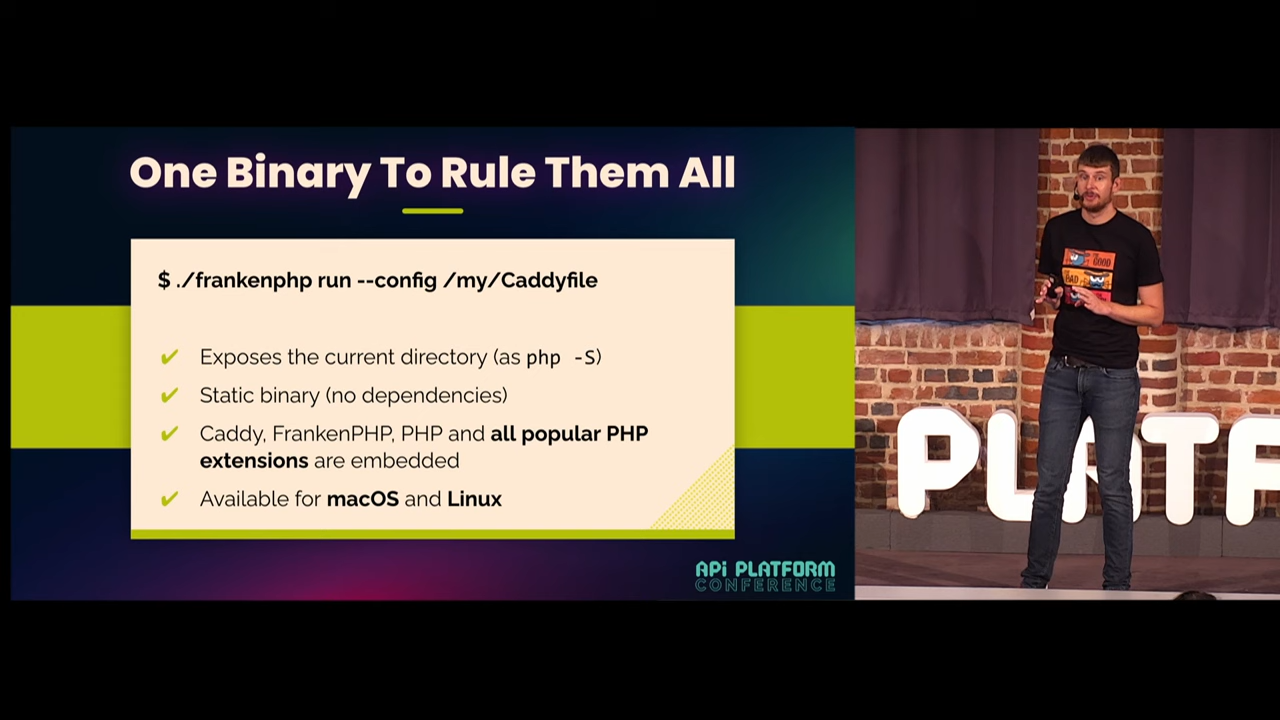 One Binary To Rule Them All
$ ./frankenphp run --config /my/Caddyfile
✔ Exposes the current directory (as php -S)
✔ Static binary (no dependencies)
✔ Caddy, FrankenPHP, PHP and all popular PHP
extensions are embedded
✔ Available for macOS and Linux
APi PLATFORM
CONFERENCE
GOOD
BAD
PLATF